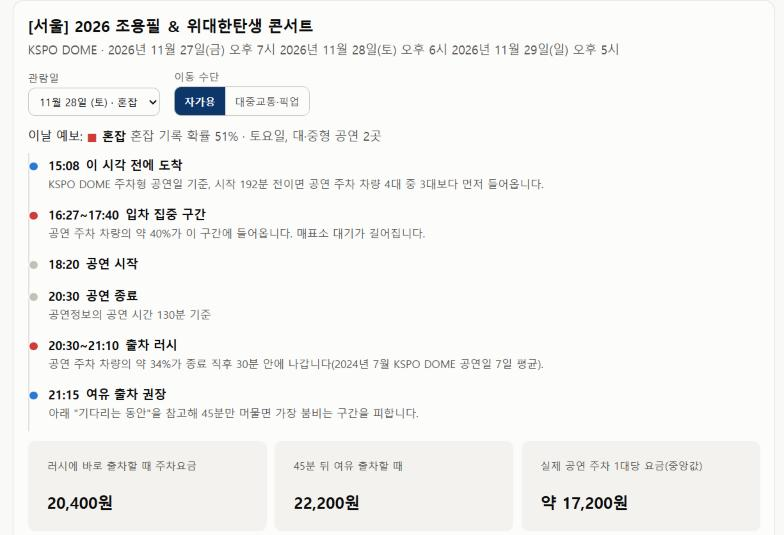 [서울] 2026 조용필 & 위대한탄생 콘서트
KSPO DOME · 2026년 11월 27일(금) 오후 7시 2026년 11월 28일(토) 오후 6시 2026년 11월 29일(일) 오후 5시
관람일
이동 수단
11월 28일 (토) · 혼잡
자가용
대중교통·픽업
이날 예보: 혼잡 혼잡 기록 확률 51% · 토요일, 대·중형 공연 2곳
15:08 이 시각 전에 도착
KSPO DOME 주차형 공연일 기준, 시작 192분 전이면 공연 주차 차량 4대 중 3대보다 먼저 들어옵니다.
16:27~17:40 입차 집중 구간
공연 주차 차량의 약 40%가 이 구간에 들어옵니다. 매표소 대기가 길어집니다.
18:20 공연 시작
20:30 공연 종료
공연정보의 공연 시간 130분 기준
20:30~21:10 출차 러시
공연 주차 차량의 약 34%가 종료 직후 30분 안에 나갑니다(2024년 7월 KSPO DOME 공연일 7일 평균).
21:15 여유 출차 권장
아래 "기다리는 동안"을 참고해 45분만 머물면 가장 붐비는 구간을 피합니다.
러시에 바로 출차할 때 주차요금
45분 뒤 여유 출차할 때
실제 공연 주차 1대당 요금(중앙값)
20,400원
22,200원
약 17,200원